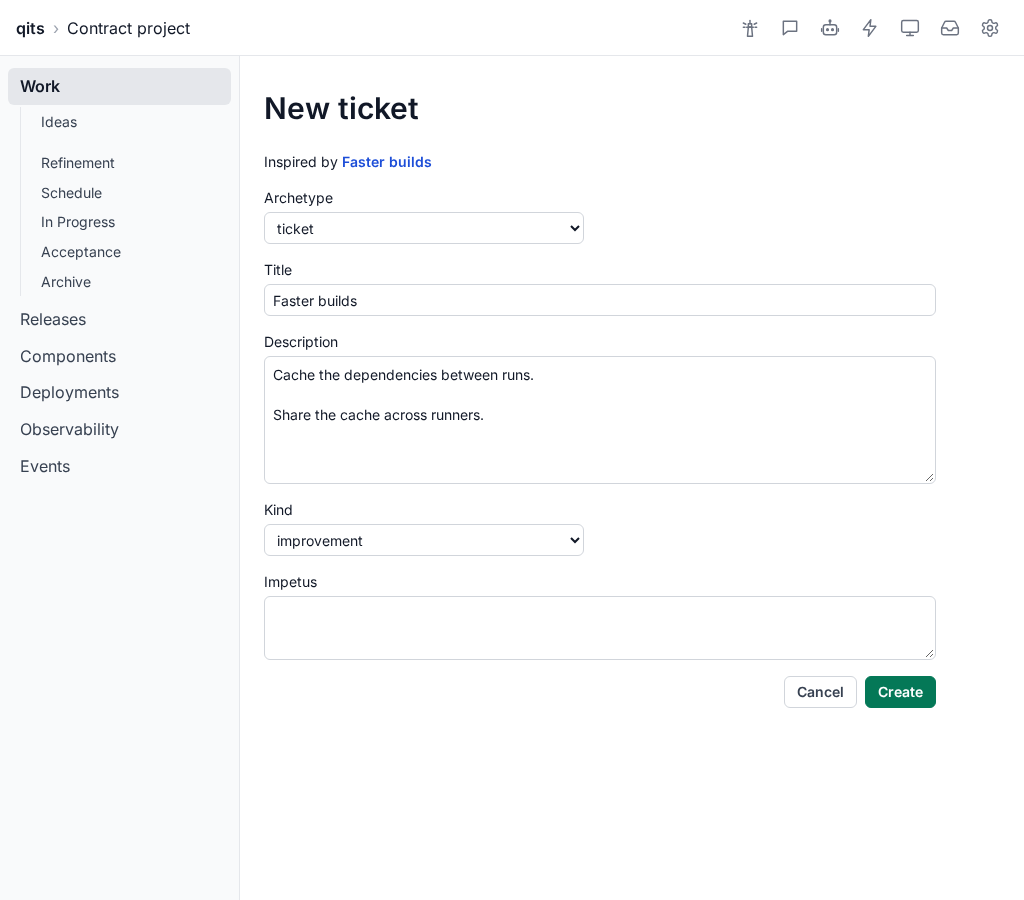 qits › Contract project
Work
Ideas
Refinement
Schedule
In Progress
Acceptance
Archive
Releases
Components
Deployments
Observability
Events
New ticket
Inspired by Faster builds
Archetype
ticket
Title
Faster builds
Description
Cache the dependencies between runs.
Share the cache across runners.
Kind
improvement
Impetus
Cancel
Create